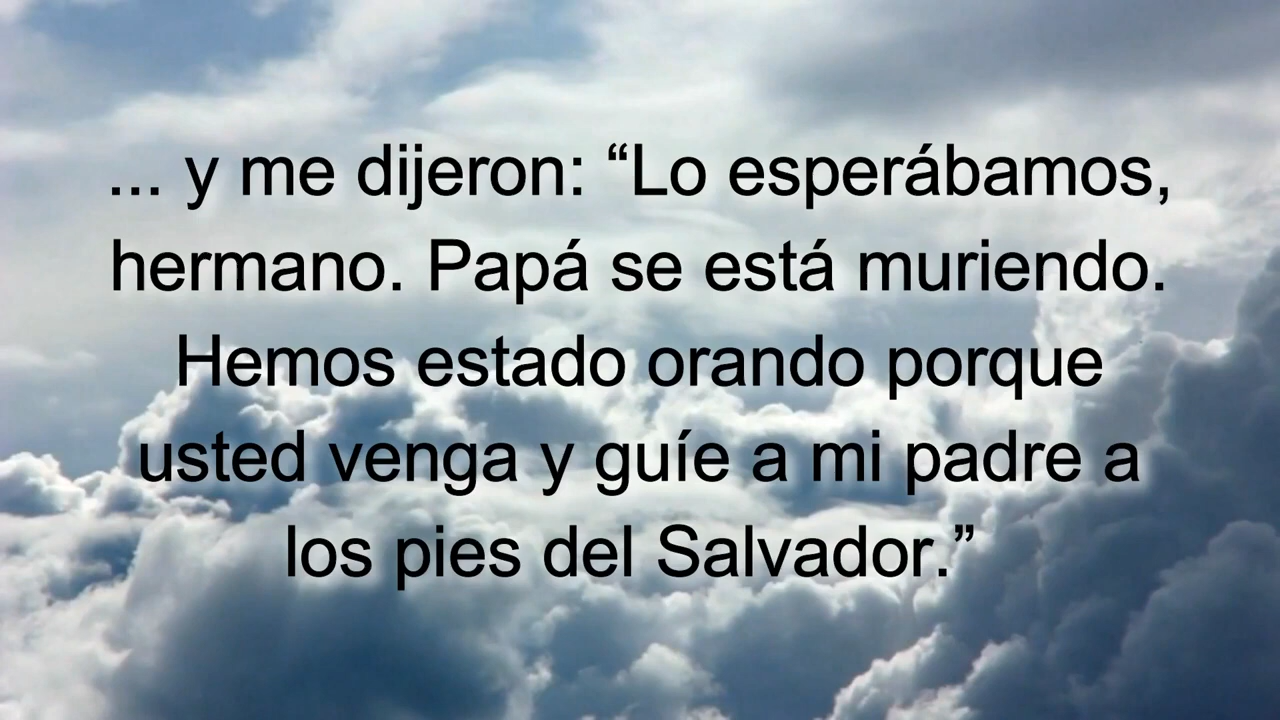 ... y me dijeron: “Lo esperábamos,
hermano. Papá se está muriendo.
Hemos estado orando porque
usted venga y guíe a mi padre a
los pies del Salvador.”